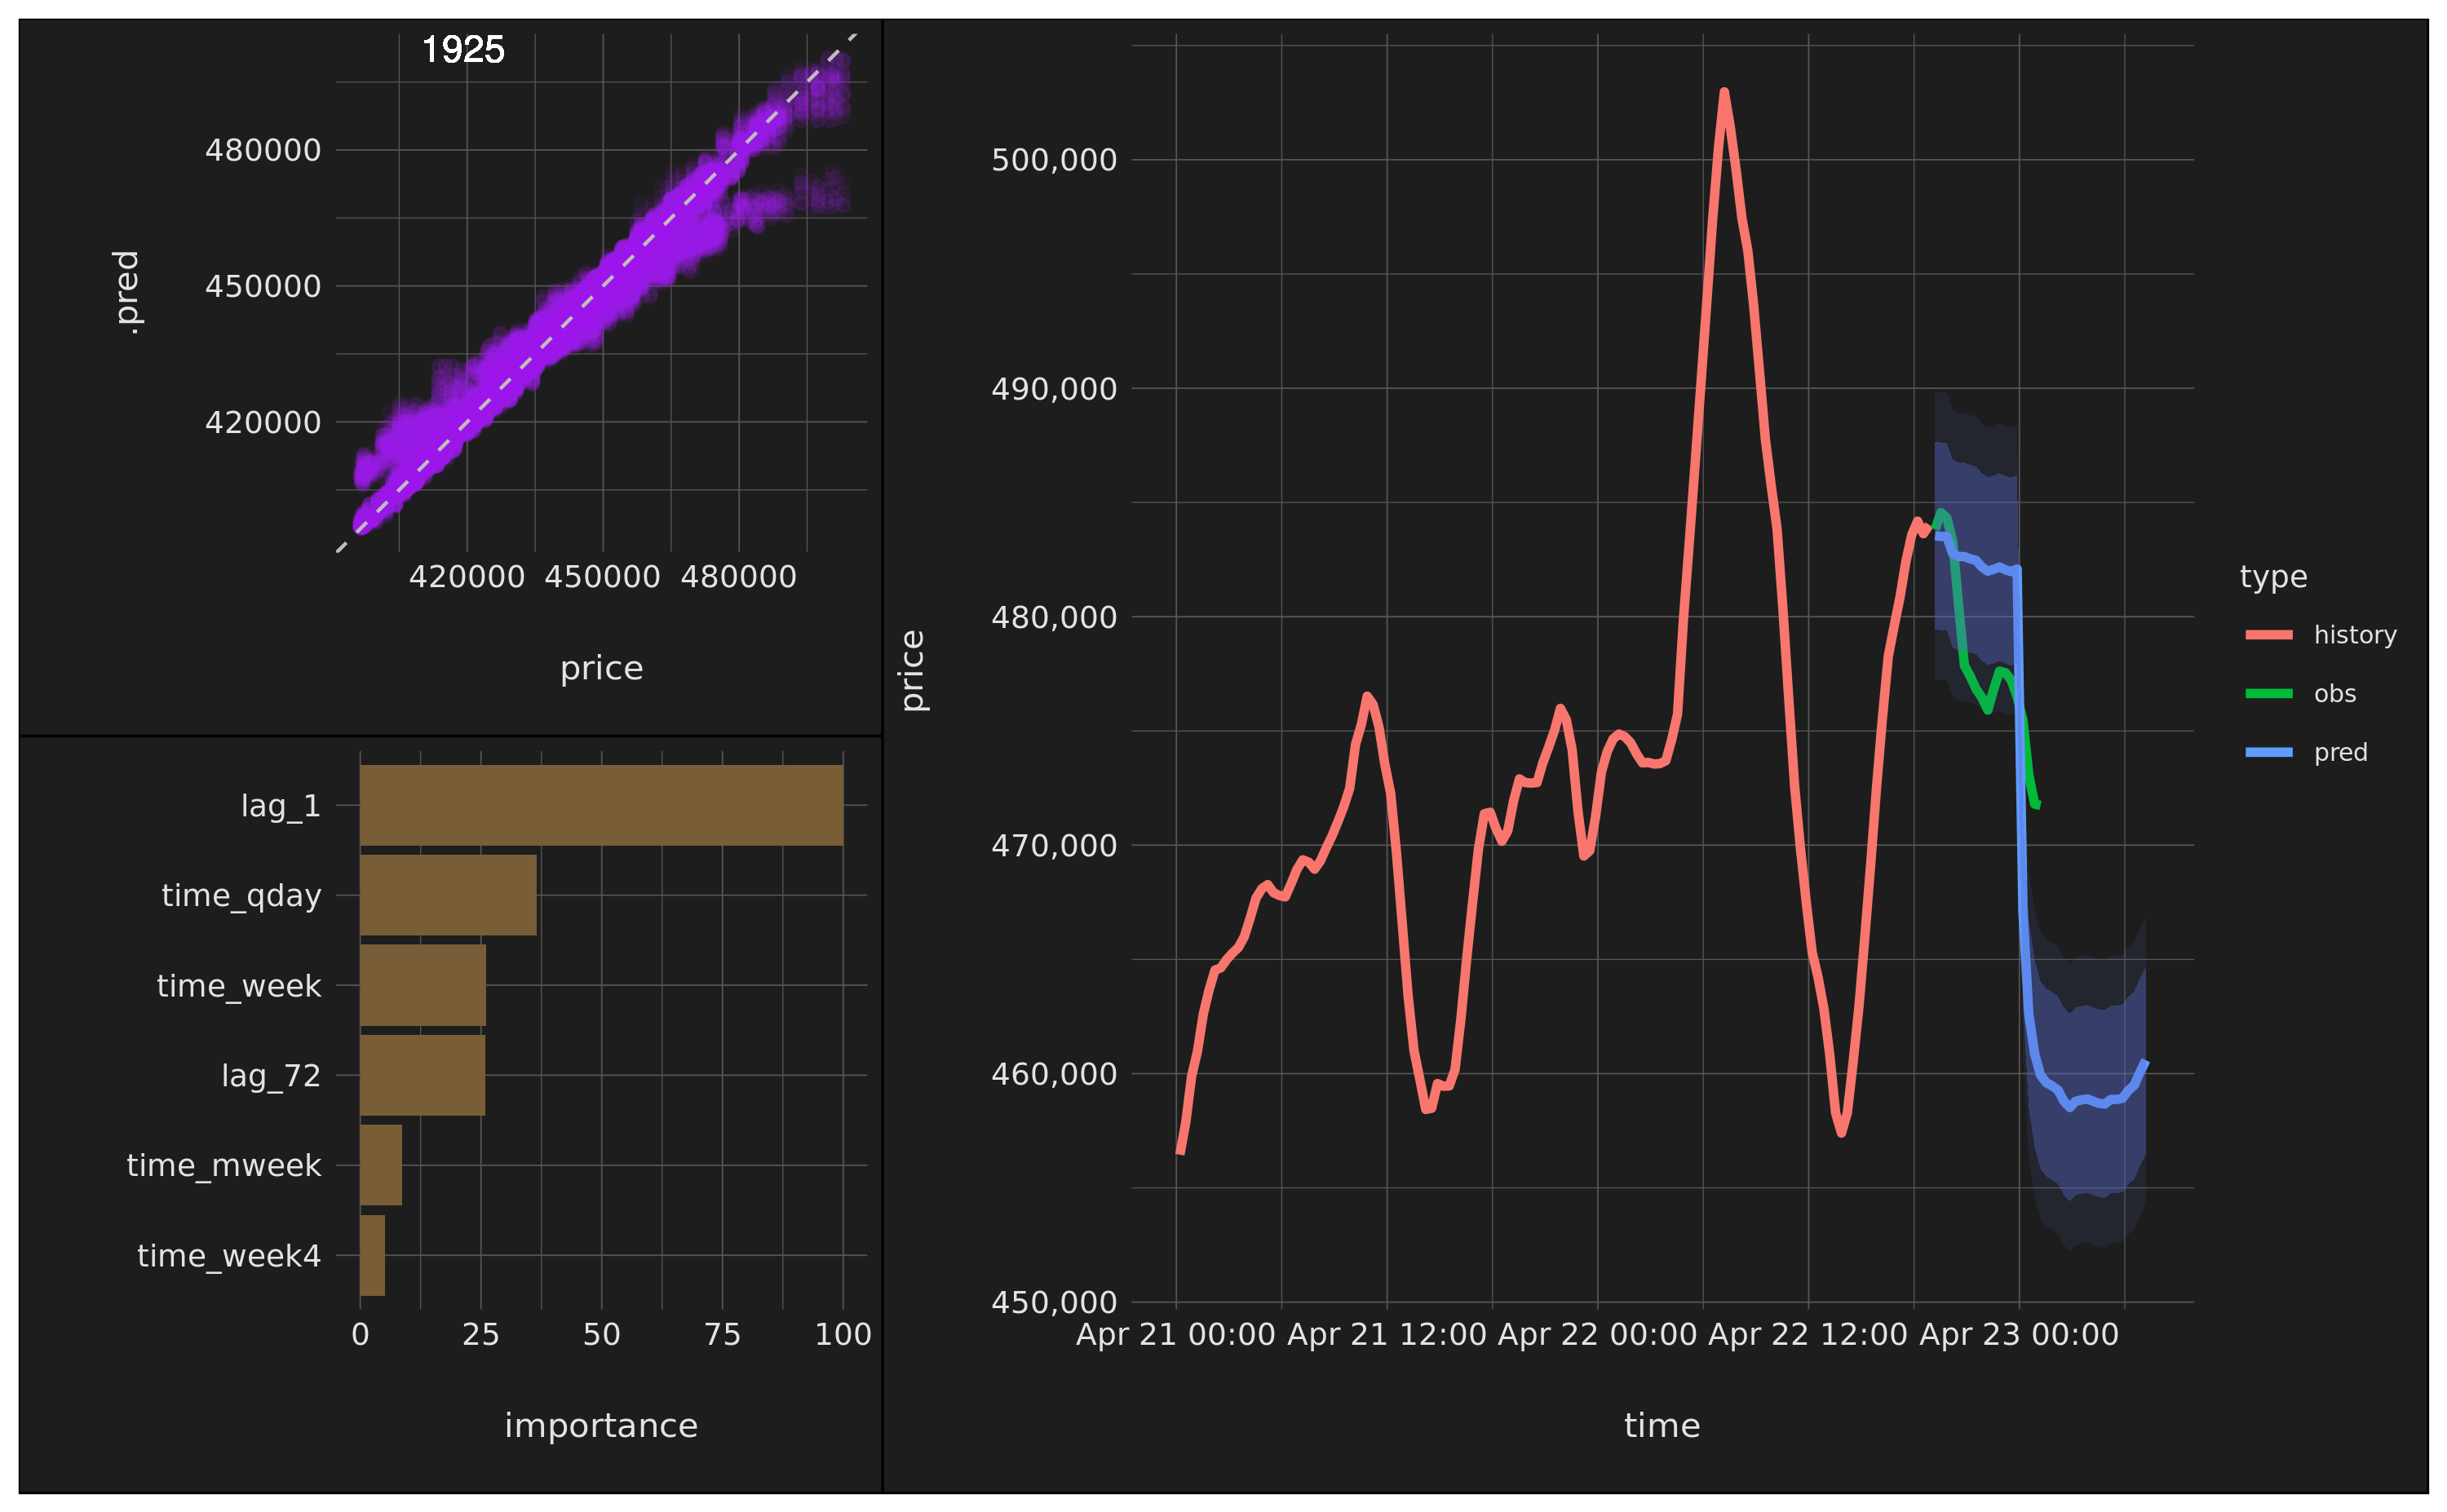 1925
.pred
480000
450000
420000
420000 450000 480000
price
lag_1
time_qday
time_week
lag_72
time_mweek
time_week4
0 25 50 75 100
importance
price
500,000
490,000
480,000
470,000
460,000
450,000
Apr 21 00:00 Apr 21 12:00 Apr 22 00:00 Apr 22 12:00 Apr 23 00:00
time
type
history
obs
pred